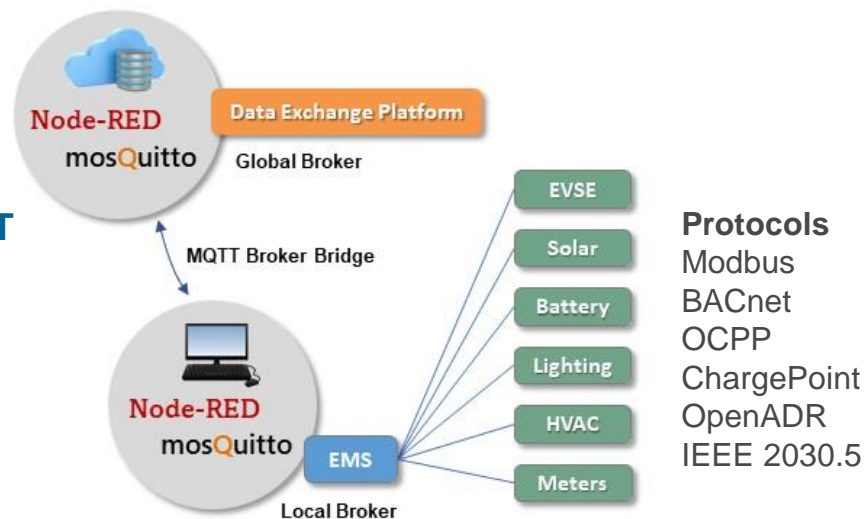 Node-RED
mosQuitto
Data Exchange Platform
Global Broker
T
MQTT Broker Bridge
Node-RED
mosQuitto
EMS
Local Broker
EVSE
Solar
Battery
Lighting
HVAC
Meters
Protocols
Modbus
BACnet
OCPP
ChargePoint
OpenADR
IEEE 2030.5